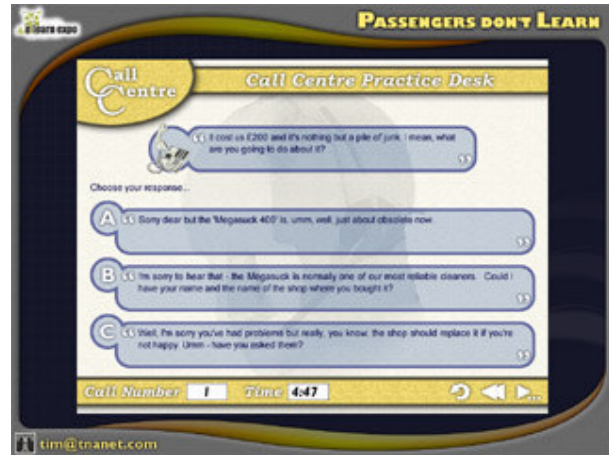 elearn expo
PASSENGERS DON'T LEARN
Call Centre
Call Centre Practice Desk
It cost us £200 and it's nothing but a pile of junk. I mean, what
are you going to do about it?
Choose your response...
A
Sorry dear but the 'Megasuck 400' is, umm, well, just about obsolete now.
B
I'm sorry to hear that - the Megasuck is normally one of our most reliable cleaners. Could I
have your name and the name of the shop where you bought it?
C
Well, I'm sorry you've had problems but really, you know, the shop should replace it if you're
not happy. Umm - have you asked them?
Call Number 1 Time 4:47
tim@tnanet.com